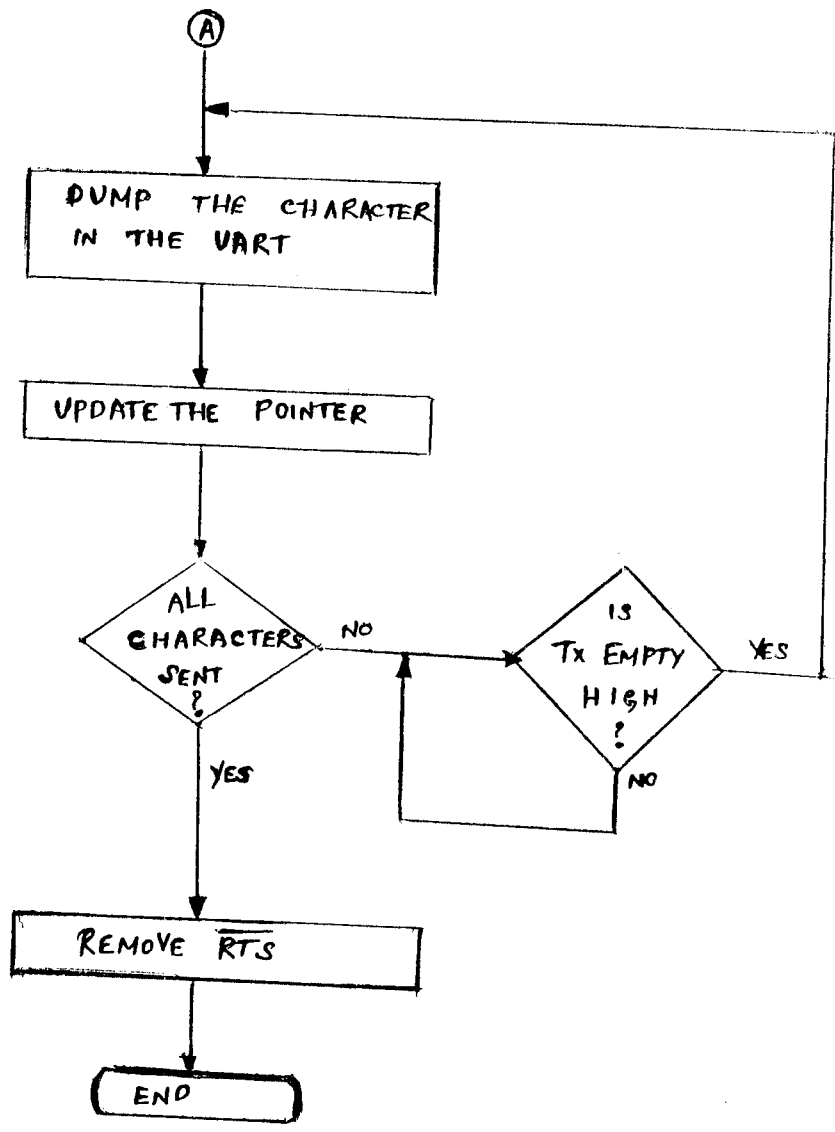 A
DUMP THE CHARACTER
IN THE UART
UPDATE THE POINTER
ALL
CHARACTERS
SENT
?
NO
IS
TX EMPTY
HIGH
?
YES
NO
YES
REMOVE R̅T̅S̅
END